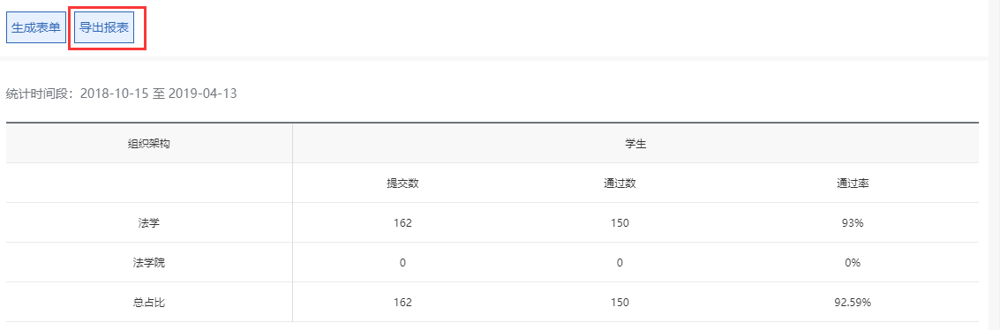 生成表单 导出报表
统计时间段：2018-10-15 至 2019-04-13
组织架构 学生
提交数 通过数 通过率
法学 162 150 93%
法学院 0 0 0%
总占比 162 150 92.59%